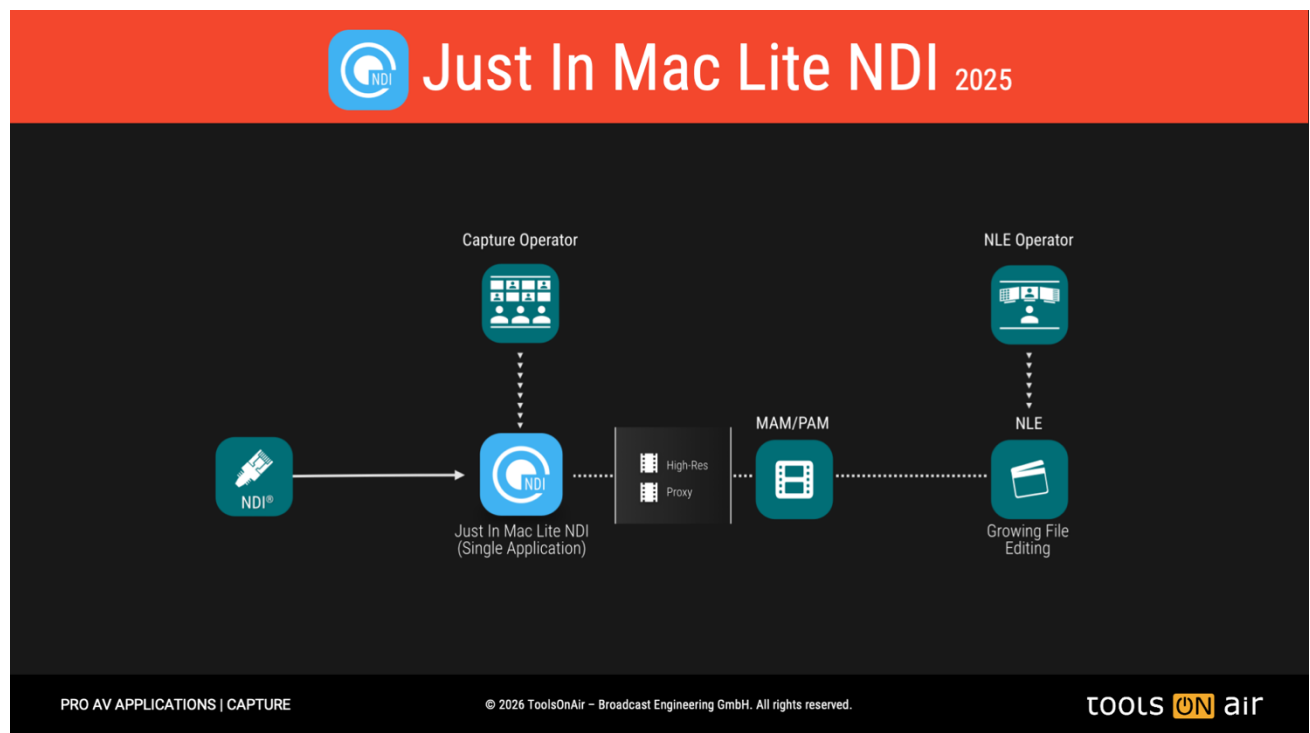 NDI
Just In Mac Lite NDI 2025
Capture Operator
NLE Operator
MAM/PAM
NLE
NDI®
NDI
High-Res
Proxy
Just In Mac Lite NDI
(Single Application)
Growing File
Editing
PRO AV APPLICATIONS | CAPTURE
© 2026 ToolsOnAir – Broadcast Engineering GmbH. All rights reserved.
tools ON air